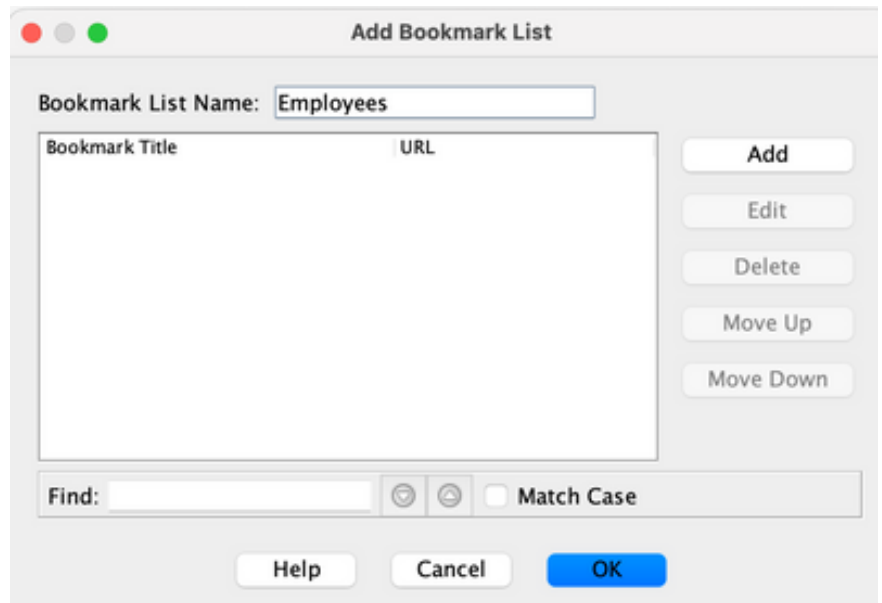 Add Bookmark List
Bookmark List Name: Employees
Bookmark Title URL
Add
Edit
Delete
Move Up
Move Down
Find: Match Case
Help Cancel OK